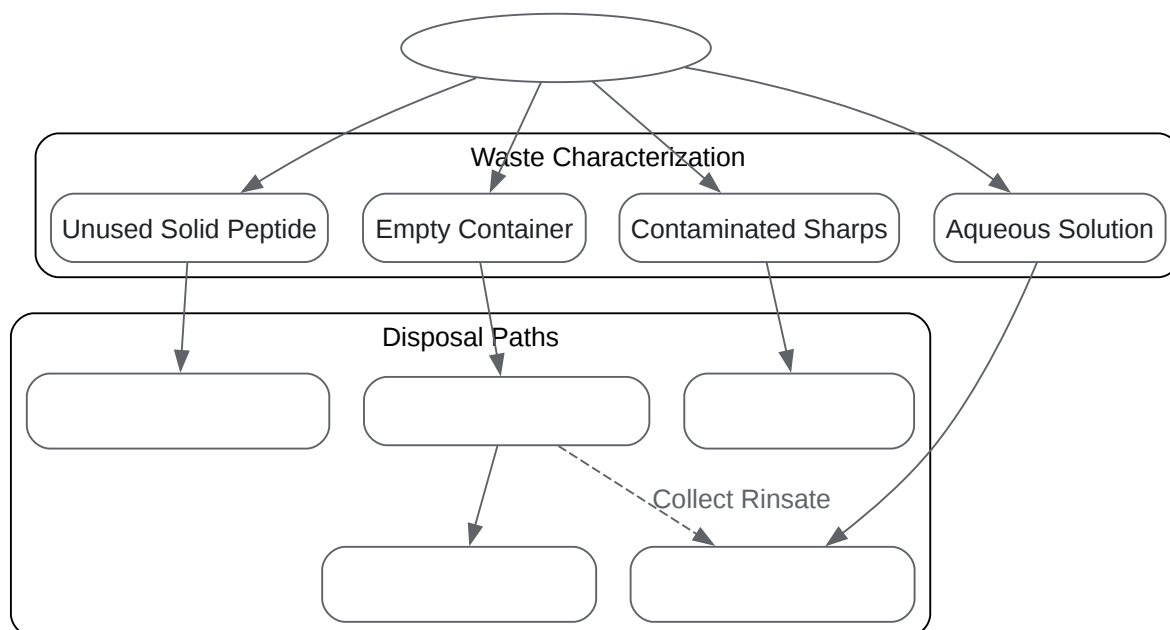 Waste Characterization
Unused Solid Peptide
Empty Container
Contaminated Sharps
Aqueous Solution
Disposal Paths
Collect Rinsate